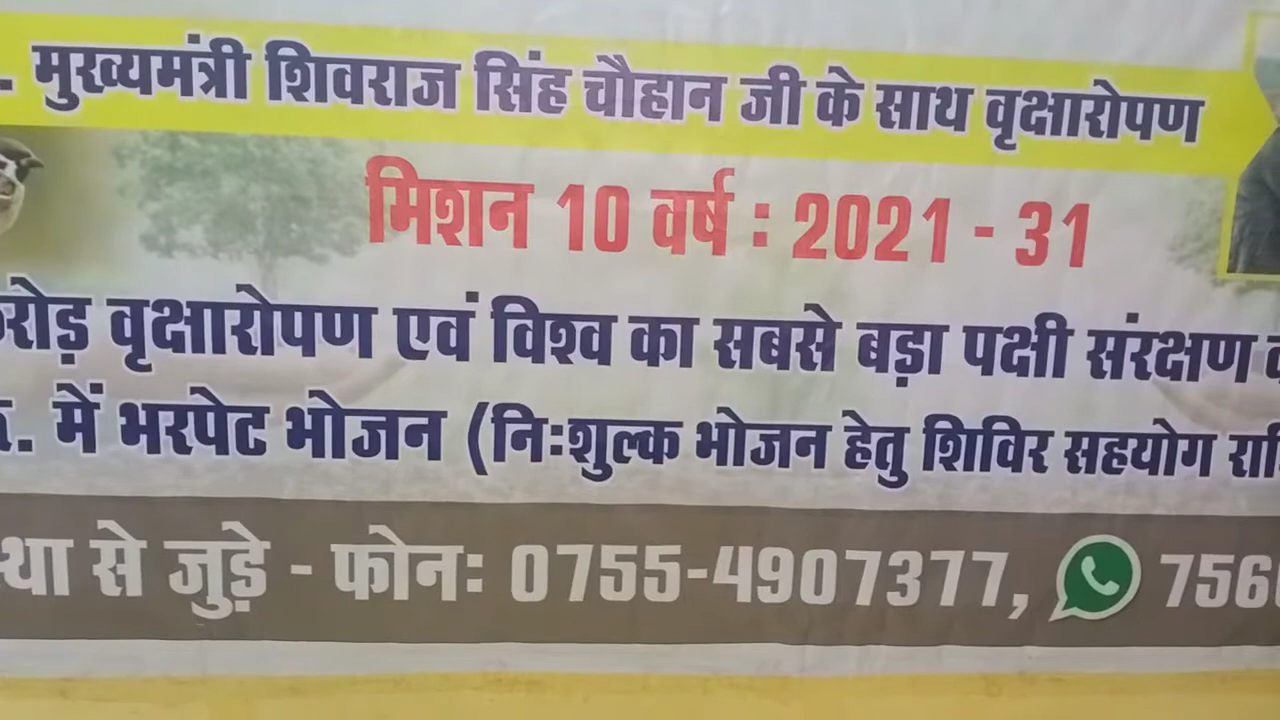 . मुख्यमंत्री शिवराज सिंह चौहान जी के साथ वृक्षारोपण
मिशन 10 वर्ष : 2021 - 31
वृक्षारोपण एवं विश्व का सबसे बड़ा पक्षी संरक्षण
में भरपेट भोजन (निःशुल्क भोजन हेतु शिविर सहयोग
से जुड़े - फोनः 0755-4907377, 756